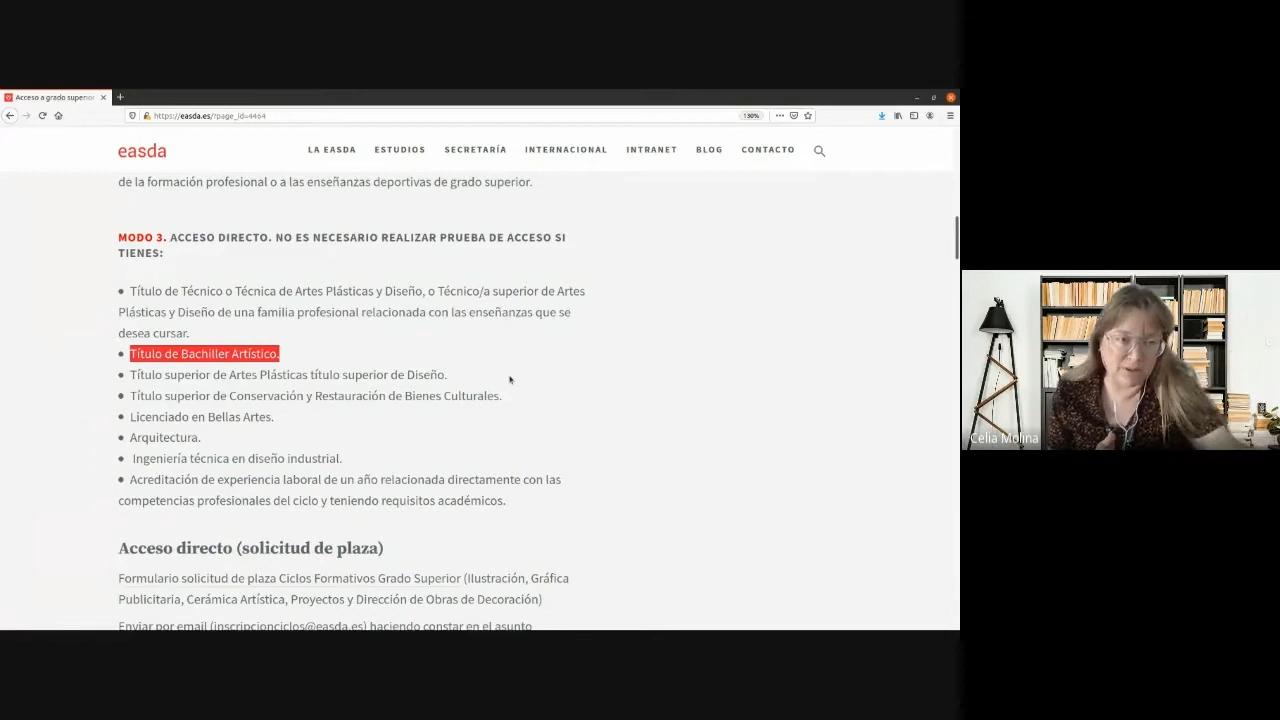 Acceso a grado superior
https://easda.es/?page_id=4464
130%
easda
LA EASDA ESTUDIOS SECRETARÍA INTERNACIONAL INTRANET BLOG CONTACTO
de la formación profesional o a las enseñanzas deportivas de grado superior.
MODO 3. ACCESO DIRECTO. NO ES NECESARIO REALIZAR PRUEBA DE ACCESO SI
TIENES:
• Título de Técnico o Técnica de Artes Plásticas y Diseño, o Técnico/a superior de Artes
Plásticas y Diseño de una familia profesional relacionada con las enseñanzas que se
desea cursar.
• Título de Bachiller Artístico.
• Título superior de Artes Plásticas título superior de Diseño.
• Título superior de Conservación y Restauración de Bienes Culturales.
• Licenciado en Bellas Artes.
• Arquitectura.
• Ingeniería técnica en diseño industrial.
• Acreditación de experiencia laboral de un año relacionada directamente con las
competencias profesionales del ciclo y teniendo requisitos académicos.
Acceso directo (solicitud de plaza)
Formulario solicitud de plaza Ciclos Formativos Grado Superior (Ilustración, Gráfica
Publicitaria, Cerámica Artística, Proyectos y Dirección de Obras de Decoración)
Enviar por email (inscripcionciclos@easda.es) haciendo constar en el asunto
Celia Molina